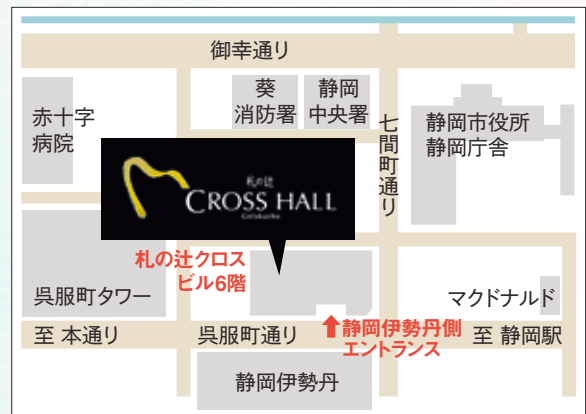 御幸通り
葵
消防署
静岡
中央署
赤十字
病院
七間町通り
静岡市役所
静岡庁舎
札の辻
CROSS HALL
札の辻クロス
ビル6階
呉服町タワー
マクドナルド
至 本通り
呉服町通り
静岡伊勢丹側
エントランス
至 静岡駅
静岡伊勢丹